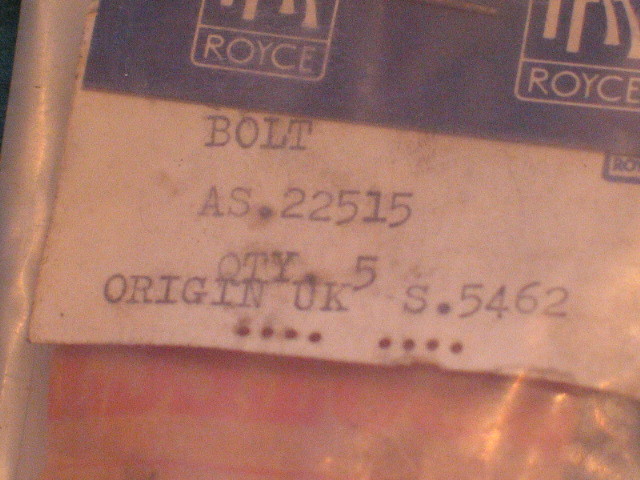 ROYCE ROYCE
BOLT
AS.22515
QTY. 5
ORIGIN UK S.5462